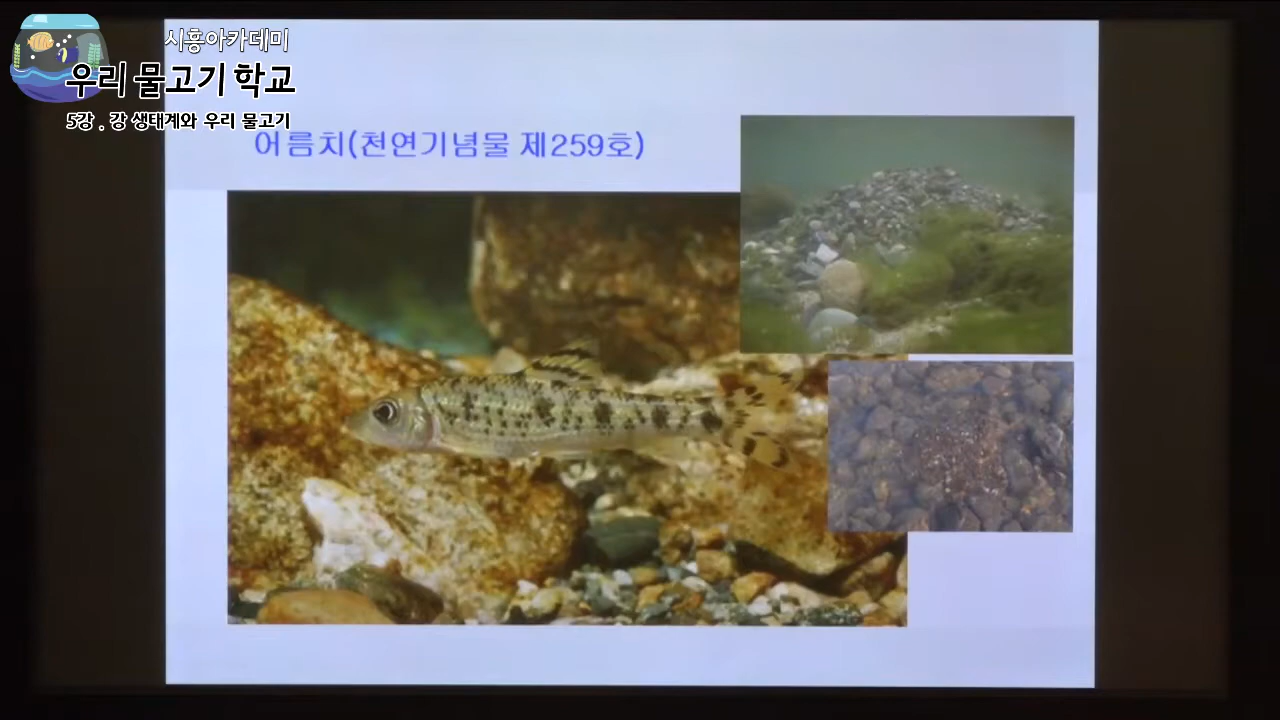 시흥아카데미
우리 물고기 학교
5강 . 강 생태계와 우리 물고기
어름치(천연기념물 제259호)